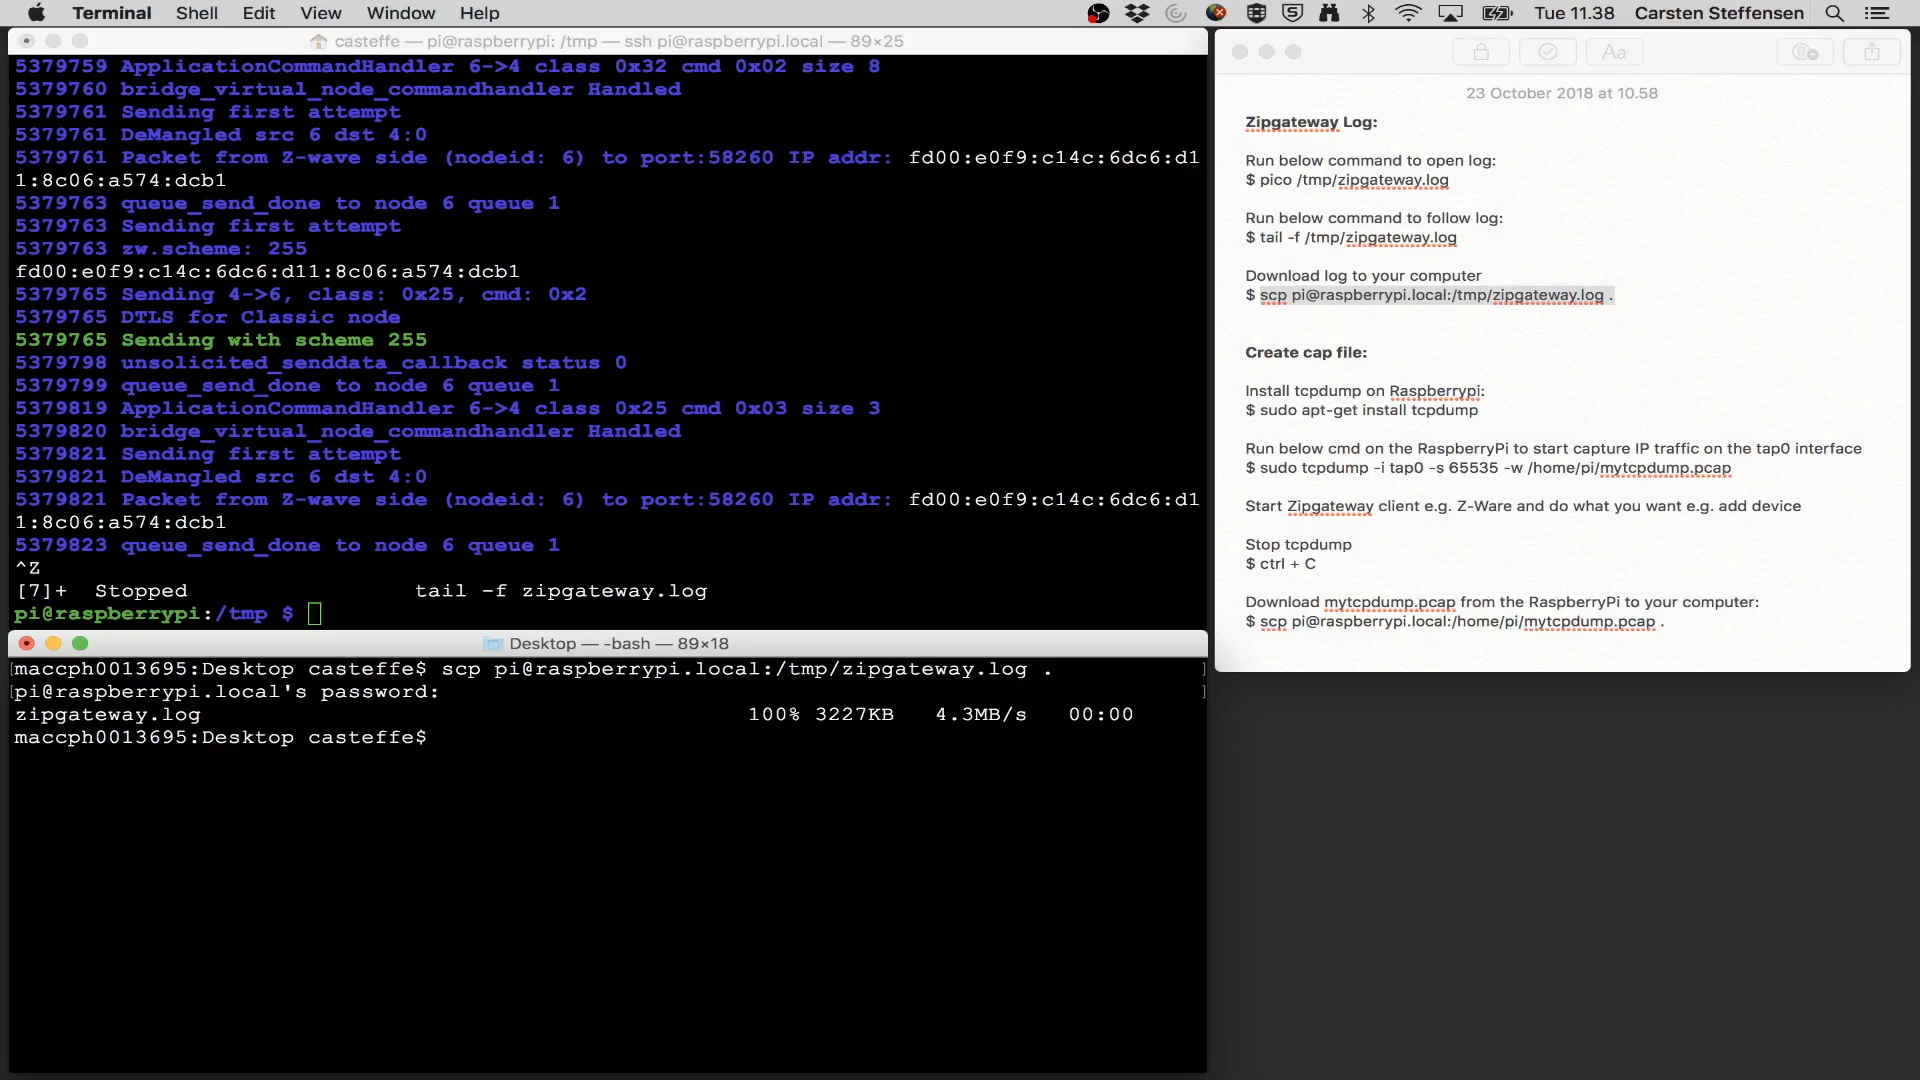 Terminal Shell Edit View Window Help Tue 11.38 Carsten Steffensen
casteffe — pi@raspberrypi: /tmp — ssh pi@raspberrypi.local — 89×25
5379759 ApplicationCommandHandler 6->4 class 0x32 cmd 0x02 size 8
5379760 bridge_virtual_node_commandhandler Handled
5379761 Sending first attempt
5379761 DeMangled src 6 dst 4:0
5379761 Packet from Z-wave side (nodeid: 6) to port:58260 IP addr: fd00:e0f9:c14c:6dc6:d1
1:8c06:a574:dcb1
5379763 queue_send_done to node 6 queue 1
5379763 Sending first attempt
5379763 zw.scheme: 255
fd00:e0f9:c14c:6dc6:d11:8c06:a574:dcb1
5379765 Sending 4->6, class: 0x25, cmd: 0x2
5379765 DTLS for Classic node
5379765 Sending with scheme 255
5379798 unsolicited_senddata_callback status 0
5379799 queue_send_done to node 6 queue 1
5379819 ApplicationCommandHandler 6->4 class 0x25 cmd 0x03 size 3
5379820 bridge_virtual_node_commandhandler Handled
5379821 Sending first attempt
5379821 DeMangled src 6 dst 4:0
5379821 Packet from Z-wave side (nodeid: 6) to port:58260 IP addr: fd00:e0f9:c14c:6dc6:d1
1:8c06:a574:dcb1
5379823 queue_send_done to node 6 queue 1
^Z
[7]+ Stopped tail -f zipgateway.log
pi@raspberrypi:/tmp $
Desktop — -bash — 89×18
[maccph0013695:Desktop casteffe$ scp pi@raspberrypi.local:/tmp/zipgateway.log . ]
[pi@raspberrypi.local's password: ]
zipgateway.log 100% 3227KB 4.3MB/s 00:00
maccph0013695:Desktop casteffe$
Aa
23 October 2018 at 10.58
Zipgateway Log:
Run below command to open log:
$ pico /tmp/zipgateway.log
Run below command to follow log:
$ tail -f /tmp/zipgateway.log
Download log to your computer
$ scp pi@raspberrypi.local:/tmp/zipgateway.log .
Create cap file:
Install tcpdump on Raspberrypi:
$ sudo apt-get install tcpdump
Run below cmd on the RaspberryPi to start capture IP traffic on the tap0 interface
$ sudo tcpdump -i tap0 -s 65535 -w /home/pi/mytcpdump.pcap
Start Zipgateway client e.g. Z-Ware and do what you want e.g. add device
Stop tcpdump
$ ctrl + C
Download mytcpdump.pcap from the RaspberryPi to your computer:
$ scp pi@raspberrypi.local:/home/pi/mytcpdump.pcap .